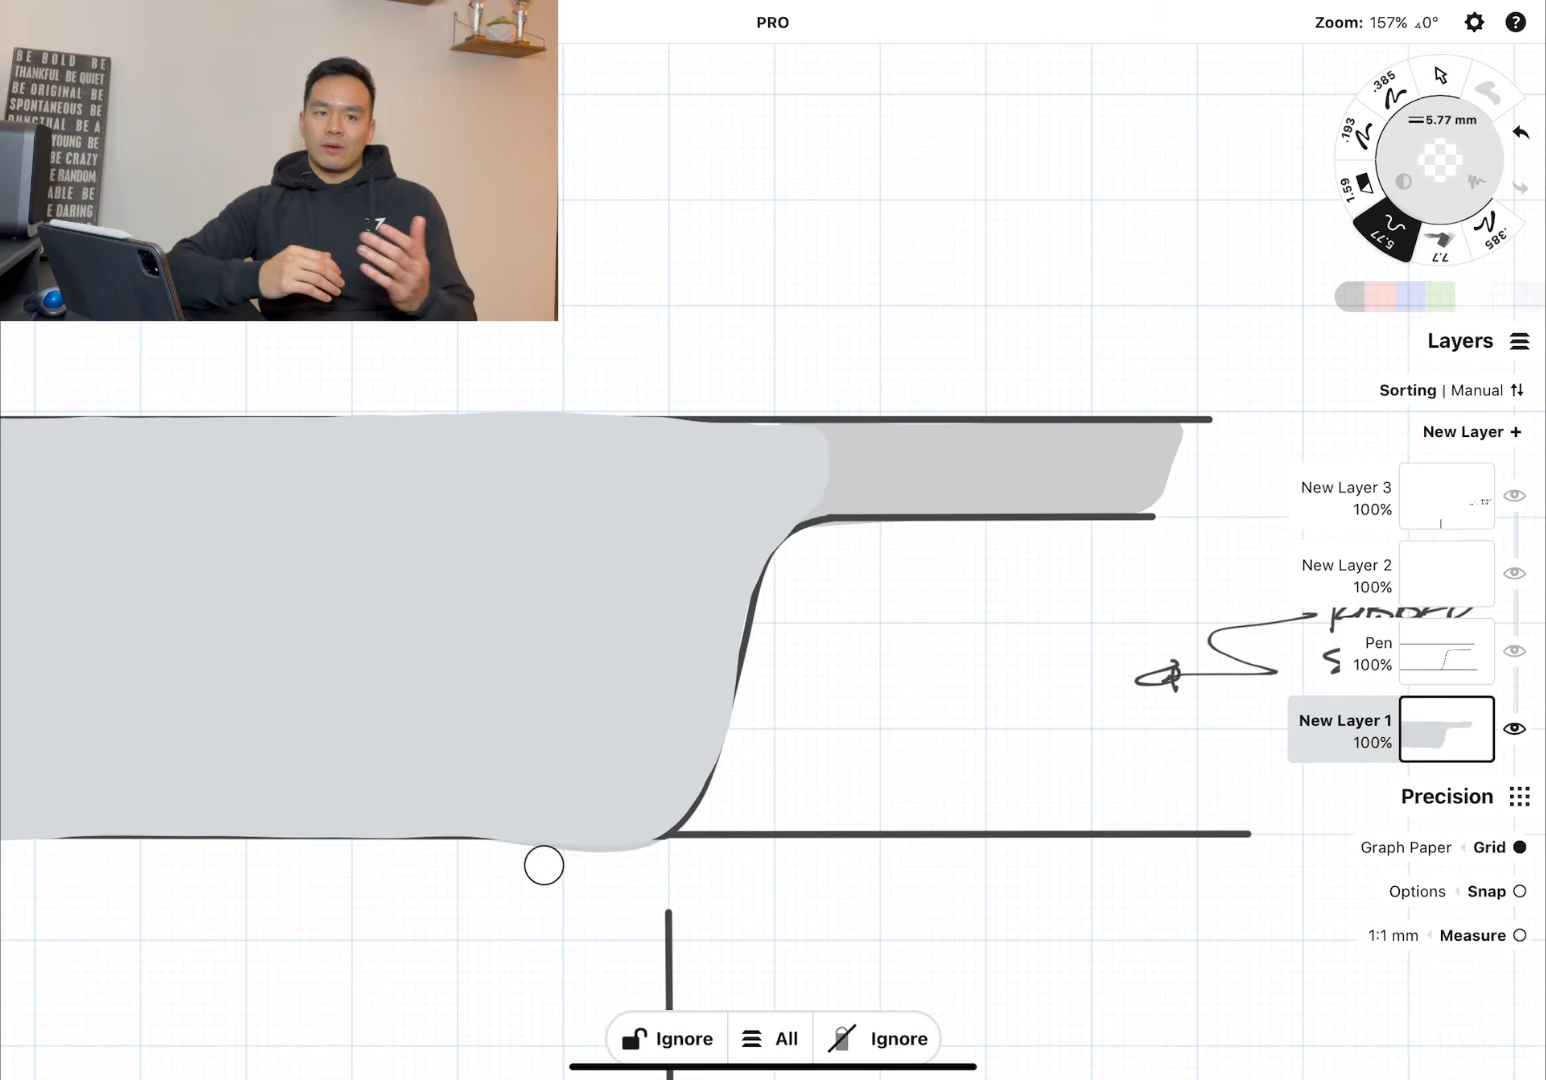 BE BOLD BE
THANKFUL BE QUIET
BE ORIGINAL BE
SPONTANEOUS BE
PUNCTUAL BE A
YOUNG BE
BE CRAZY
E RANDOM
ABLE BE
E DARING
PRO
Zoom: 157% ⊿0°
.385
.193
1.59
5.77
7.7
.385
5.77 mm
Layers
Sorting | Manual
New Layer +
New Layer 3
100%
New Layer 2
100%
Pen
100%
New Layer 1
100%
Precision
Graph Paper Grid
Options Snap
1:1 mm Measure
Ignore All Ignore